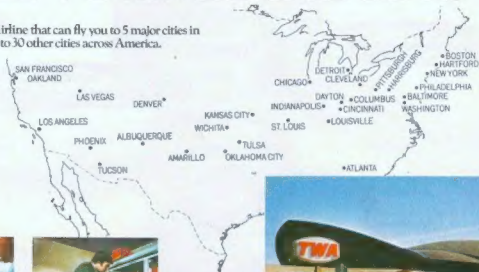 irline that can fly you to 5 major cities in
to 30 other cities across America.
SAN FRANCISCO
OAKLAND
LAS VEGAS
LOS ANGELES
PHOENIX
TUCSON
ALBUQUERQUE
DENVER
AMARILLO
KANSAS CITY
WICHITA
TULSA
OKLAHOMA CITY
ST. LOUIS
CHICAGO
DETROIT
CLEVELAND
PITTSBURGH
HARRISBURG
INDIANAPOLIS
DAYTON
COLUMBUS
CINCINNATI
LOUISVILLE
ATLANTA
BOSTON
HARTFORD
NEW YORK
PHILADELPHIA
BALTIMORE
WASHINGTON
TWA